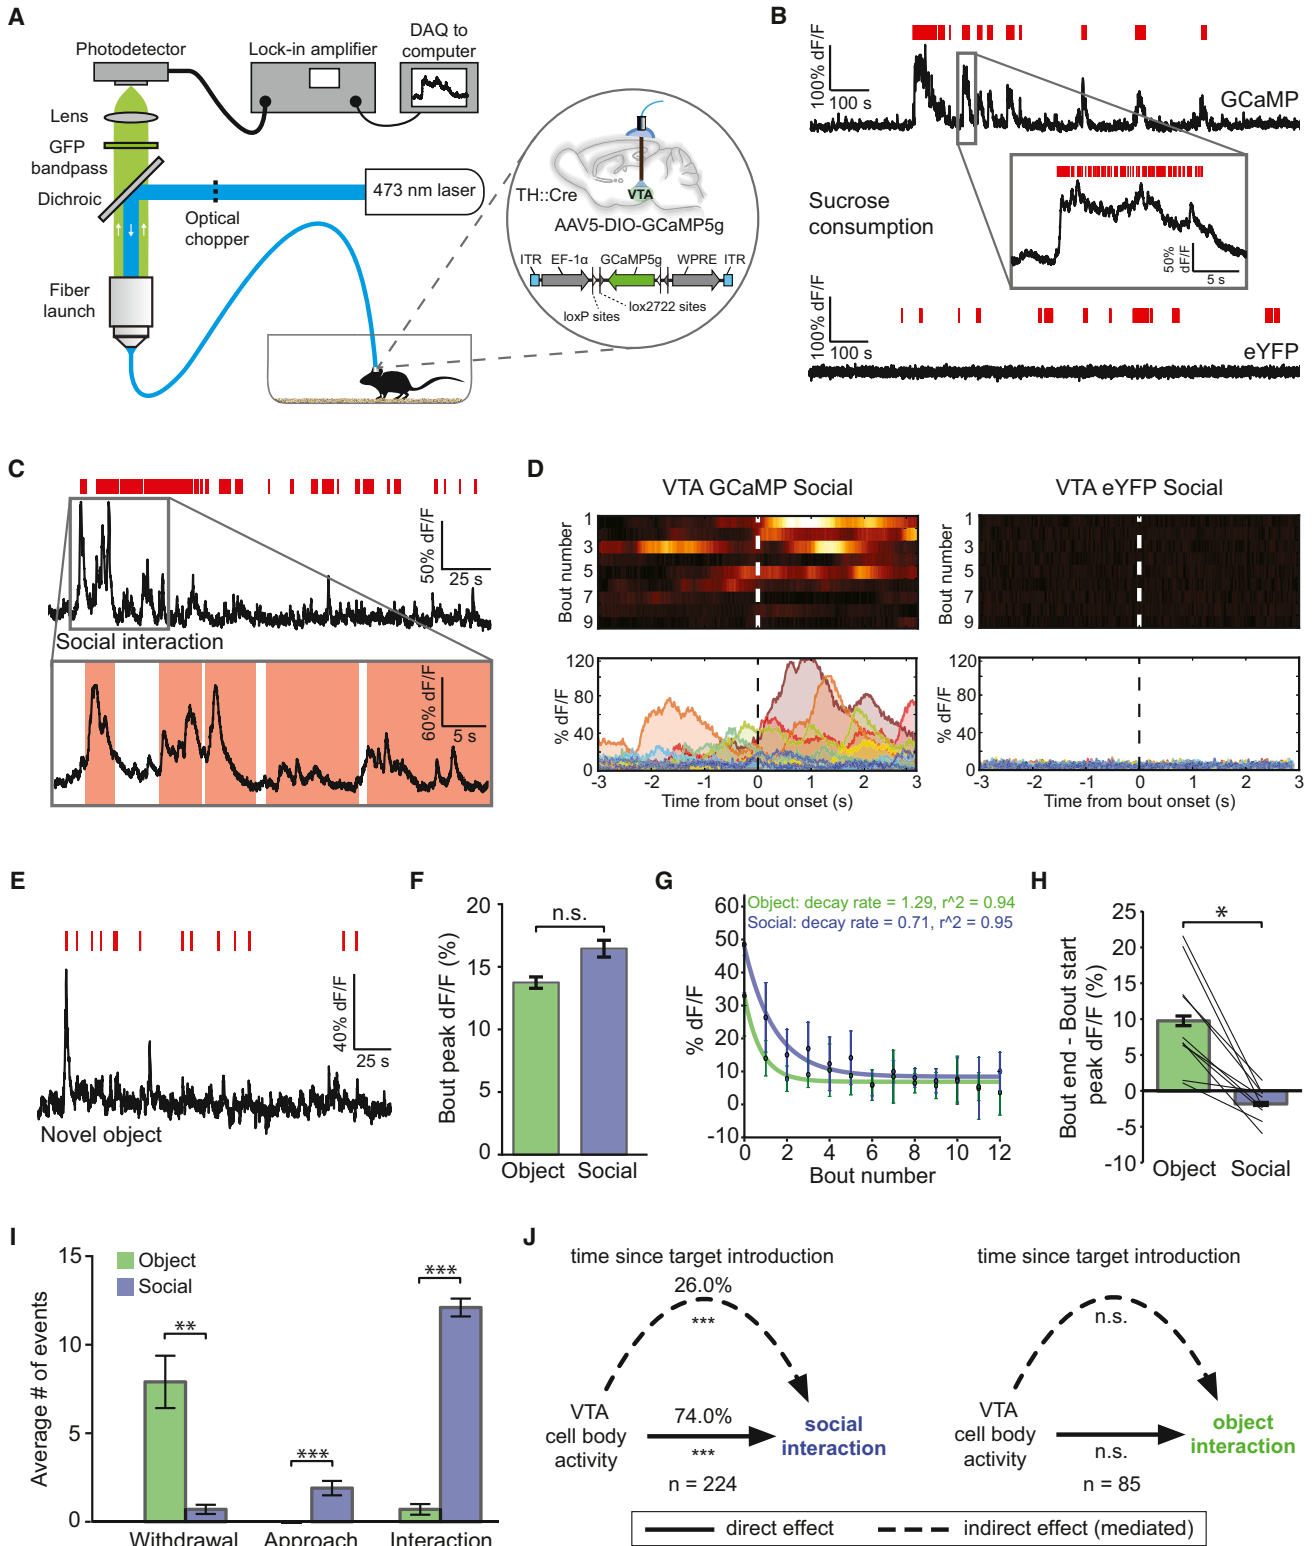 A
Photodetector
Lock-in amplifier
DAQ to
computer
Lens
GFP
bandpass
Dichroic
473 nm laser
Optical
chopper
Fiber
launch
TH::Cre
VTA
AAV5-DIO-GCaMP5g
ITR EF-1α GCaMP5g WPRE ITR
loxP sites
lox2722 sites
B
100% dF/F
100 s
GCaMP
Sucrose
consumption
50%
dF/F
5 s
100% dF/F
100 s
eYFP
C
50% dF/F
25 s
Social interaction
60% dF/F
5 s
D
VTA GCaMP Social
VTA eYFP Social
Bout number
1
3
5
7
9
Bout number
1
3
5
7
9
% dF/F
120
80
40
0
-3 -2 -1 0 1 2 3
Time from bout onset (s)
% dF/F
120
80
40
0
-3 -2 -1 0 1 2 3
Time from bout onset (s)
E
40% dF/F
25 s
Novel object
F
Bout peak dF/F (%)
20
15
10
5
0
n.s.
Object Social
G
Object: decay rate = 1.29, r^2 = 0.94
Social: decay rate = 0.71, r^2 = 0.95
% dF/F
60
50
40
30
20
10
0
-10
0 2 4 6 8 10 12
Bout number
H
Bout end - Bout start
peak dF/F (%)
25
20
15
10
5
0
-5
-10
*
Object Social
I
Average # of events
15
10
5
0
Object
Social
**
***
***
Withdrawal Approach Interaction
J
time since target introduction
26.0%
***
VTA
cell body
activity
74.0%
***
n = 224
social
interaction
time since target introduction
n.s.
VTA
cell body
activity
n.s.
n = 85
object
interaction
direct effect indirect effect (mediated)